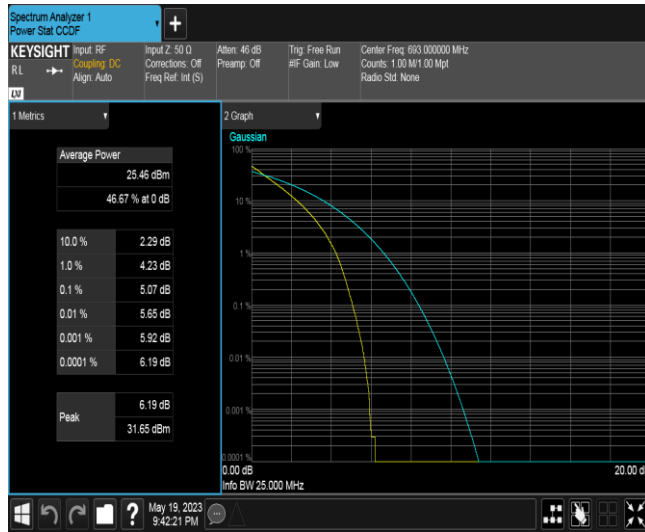 Spectrum Analyzer 1
Power Stat CCDF
+
KEYSIGHT
RL
LXI
Input: RF
Coupling: DC
Align: Auto
Input Z: 50 Ω
Corrections: Off
Freq Ref: Int (S)
Atten: 46 dB
Preamp: Off
Trig: Free Run
#IF Gain: Low
Center Freq: 693.000000 MHz
Counts: 1.00 M/1.00 Mpt
Radio Std: None
1 Metrics
Average Power
25.46 dBm
46.67 % at 0 dB
10.0 % 2.29 dB
1.0 % 4.23 dB
0.1 % 5.07 dB
0.01 % 5.65 dB
0.001 % 5.92 dB
0.0001 % 6.19 dB
Peak
6.19 dB
31.65 dBm
2 Graph
Gaussian
100 %
10 %
1 %
0.1 %
0.01 %
0.001 %
0.0001 %
0.00 dB 20.00 d
Info BW 25.000 MHz
?
May 19, 2023
9:42:21 PM